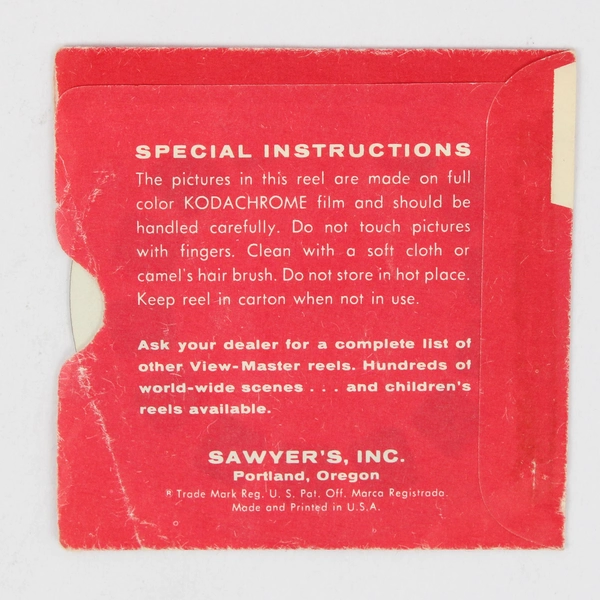 SPECIAL INSTRUCTIONS
The pictures in this reel are made on full
color KODACHROME film and should be
handled carefully. Do not touch pictures
with fingers. Clean with a soft cloth or
camel's hair brush. Do not store in hot place.
Keep reel in carton when not in use.
Ask your dealer for a complete list of
other View-Master reels. Hundreds of
world-wide scenes . . . and children's
reels available.
SAWYER'S, INC.
Portland, Oregon
® Trade Mark Reg. U. S. Pat. Off. Marca Registrada.
Made and Printed in U.S.A.